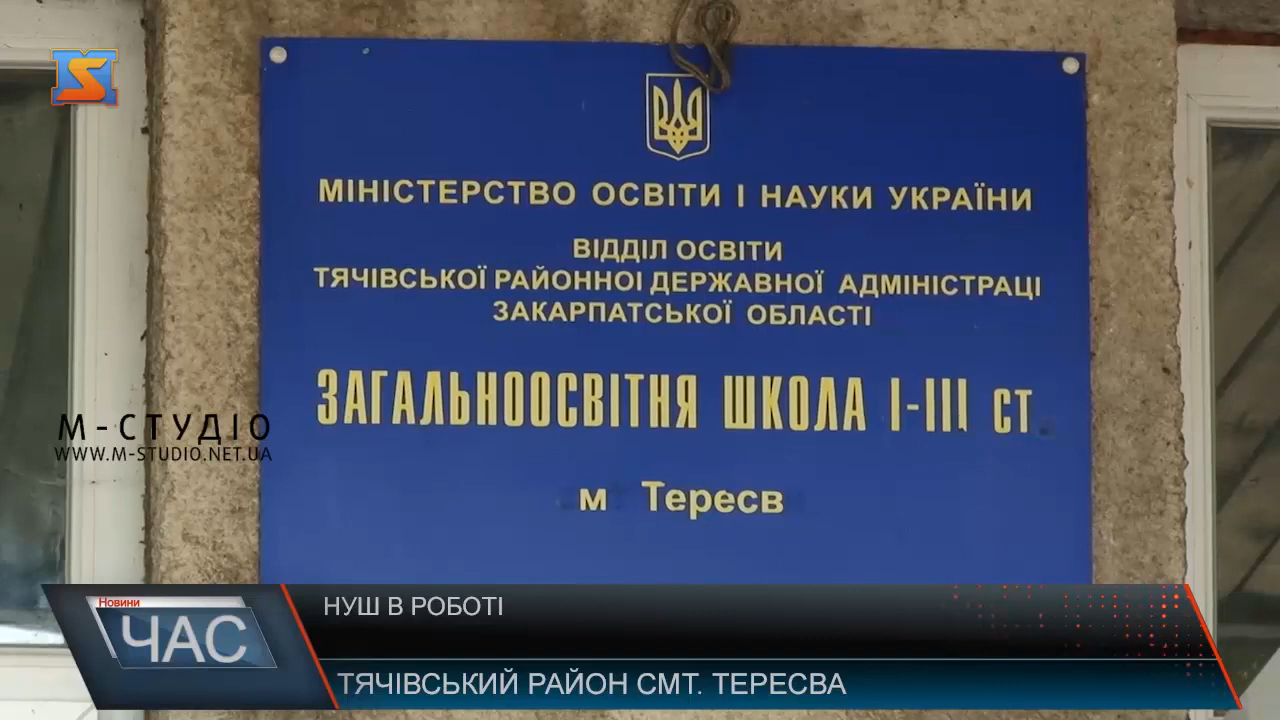 МІНІСТЕРСТВО ОСВІТИ І НАУКИ УКРАЇНИ
ВІДДІЛ ОСВІТИ
ТЯЧІВСЬКОЇ РАЙОННОІ ДЕРЖАВНОЇ АДМІНІСТРАЦІ
ЗАКАРПАТСЬКОЇ ОБЛАСТІ
ЗАГАЛЬНООСВІТНЯ ШКОЛА І-ІІІ СТ
м Тересв
М-СТУДІО
WWW.M-STUDIO.NET.UA
Новини
ЧАС
НУШ В РОБОТІ
ТЯЧІВСЬКИЙ РАЙОН СМТ. ТЕРЕСВА